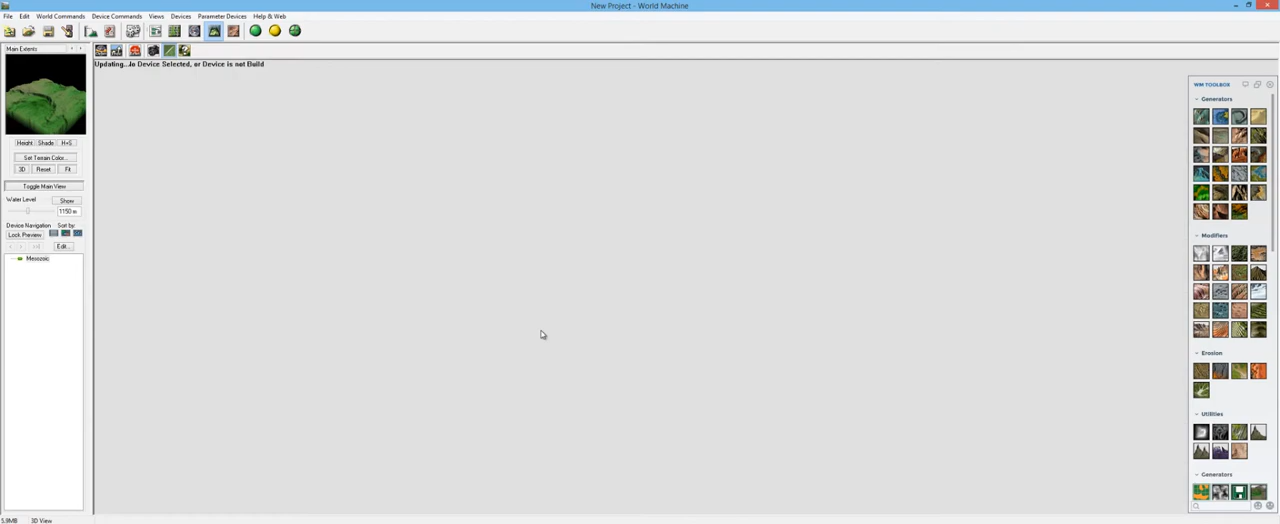 New Project - World Machine
File Edit World Commands Device Commands Views Devices Parameter Devices Help & Web
Main Extents
Updating...lo Device Selected, or Device is not Build
WM TOOLBOX
Generators
Height Shade H+S
Set Terrain Color...
3D Reset Fit
Toggle Main View
Water Level Show
1150 m
Device Navigation Sort by:
Lock Preview
Edit...
Mesozoic
Modifiers
Erosion
Utilities
Generators
5.9MB 3D View